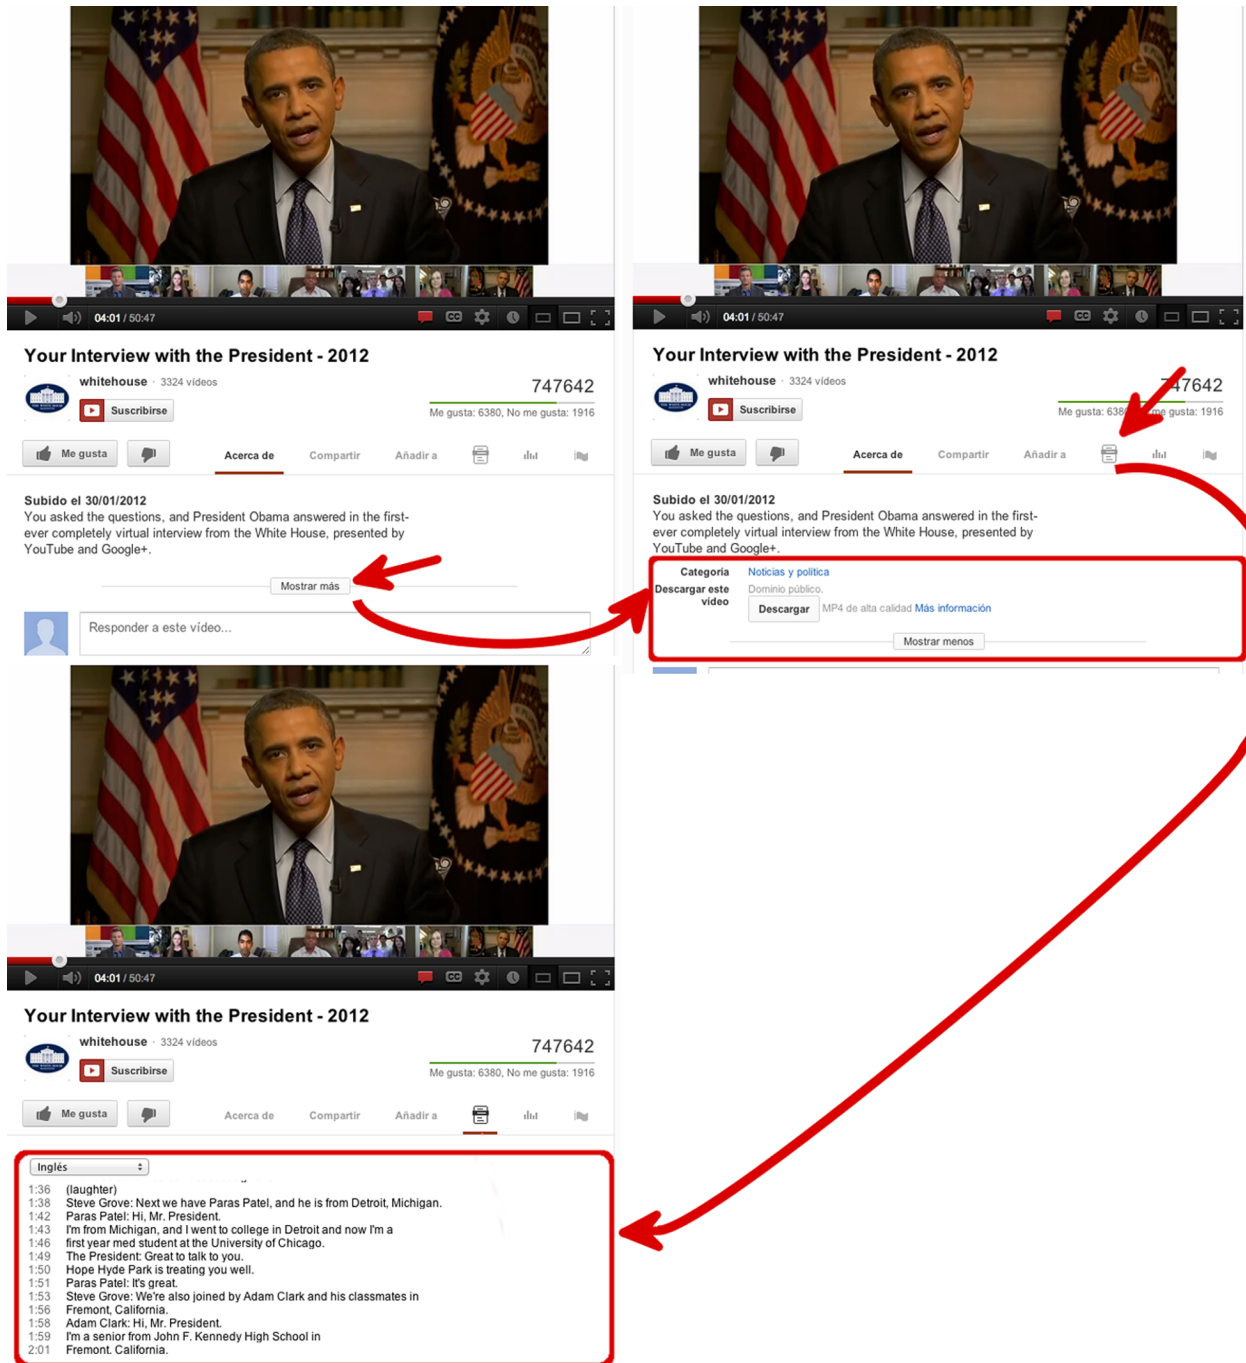 04:01 / 50:47
CC
Your Interview with the President - 2012
whitehouse · 3324 vídeos
747642
Suscribirse
Me gusta: 6380, No me gusta: 1916
Me gusta
Acerca de
Compartir
Añadir a
Subido el 30/01/2012
You asked the questions, and President Obama answered in the first-
ever completely virtual interview from the White House, presented by
YouTube and Google+.
Mostrar más
Responder a este vídeo...
04:01 / 50:47
CC
Your Interview with the President - 2012
whitehouse · 3324 vídeos
747642
Suscribirse
Me gusta: 638 me gusta: 1916
Me gusta
Acerca de
Compartir
Añadir a
Subido el 30/01/2012
You asked the questions, and President Obama answered in the first-
ever completely virtual interview from the White House, presented by
YouTube and Google+.
Categoría Noticias y política
Descargar este vídeo
Dominio público.
Descargar MP4 de alta calidad Más información
Mostrar menos
04:01 / 50:47
CC
Your Interview with the President - 2012
whitehouse · 3324 vídeos
747642
Suscribirse
Me gusta: 6380, No me gusta: 1916
Me gusta
Acerca de
Compartir
Añadir a
Inglés
1:36 (laughter)
1:38 Steve Grove: Next we have Paras Patel, and he is from Detroit, Michigan.
1:42 Paras Patel: Hi, Mr. President.
1:43 I'm from Michigan, and I went to college in Detroit and now I'm a
1:46 first year med student at the University of Chicago.
1:49 The President: Great to talk to you.
1:50 Hope Hyde Park is treating you well.
1:51 Paras Patel: It's great.
1:53 Steve Grove: We're also joined by Adam Clark and his classmates in
1:56 Fremont, California.
1:58 Adam Clark: Hi, Mr. President.
1:59 I'm a senior from John F. Kennedy High School in
2:01 Fremont. California.